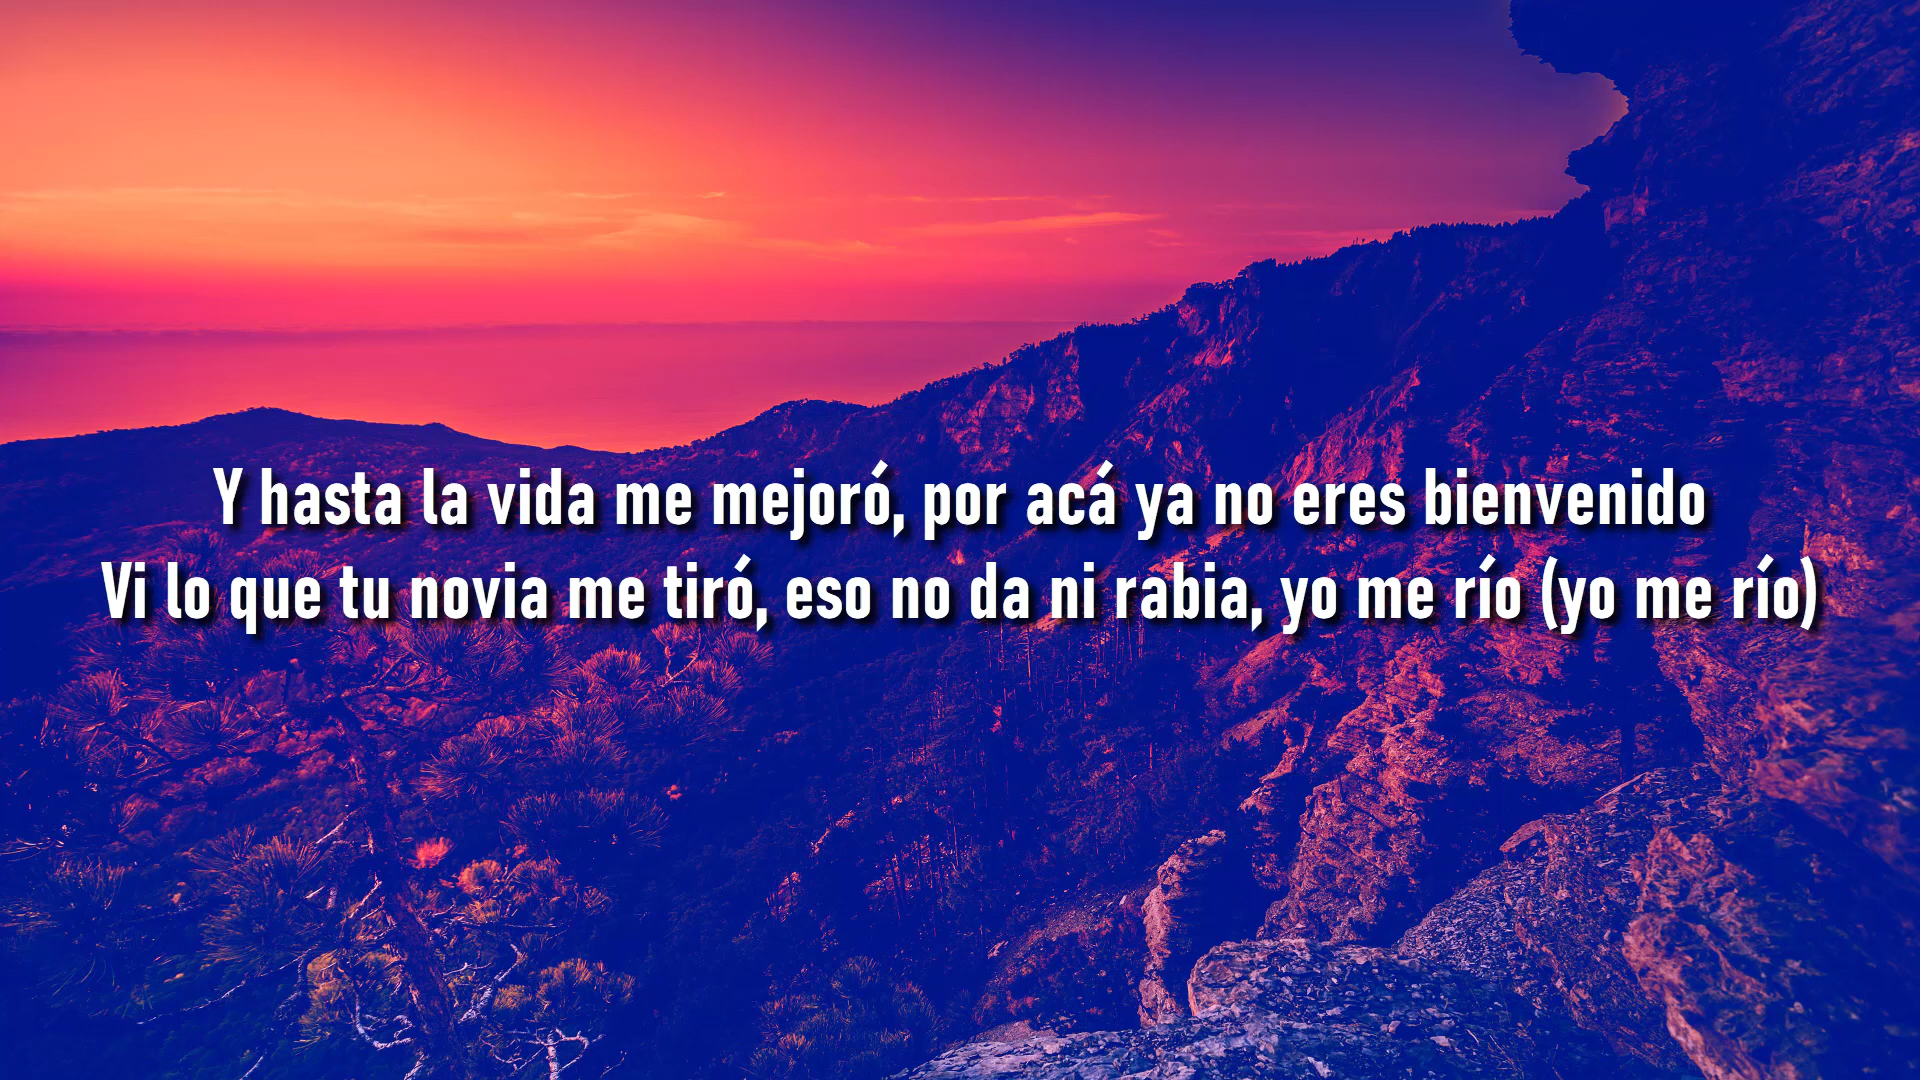 Y hasta la vida me mejoró, por acá ya no eres bienvenido
Vi lo que tu novia me tiró, eso no da ni rabia, yo me río (yo me río)